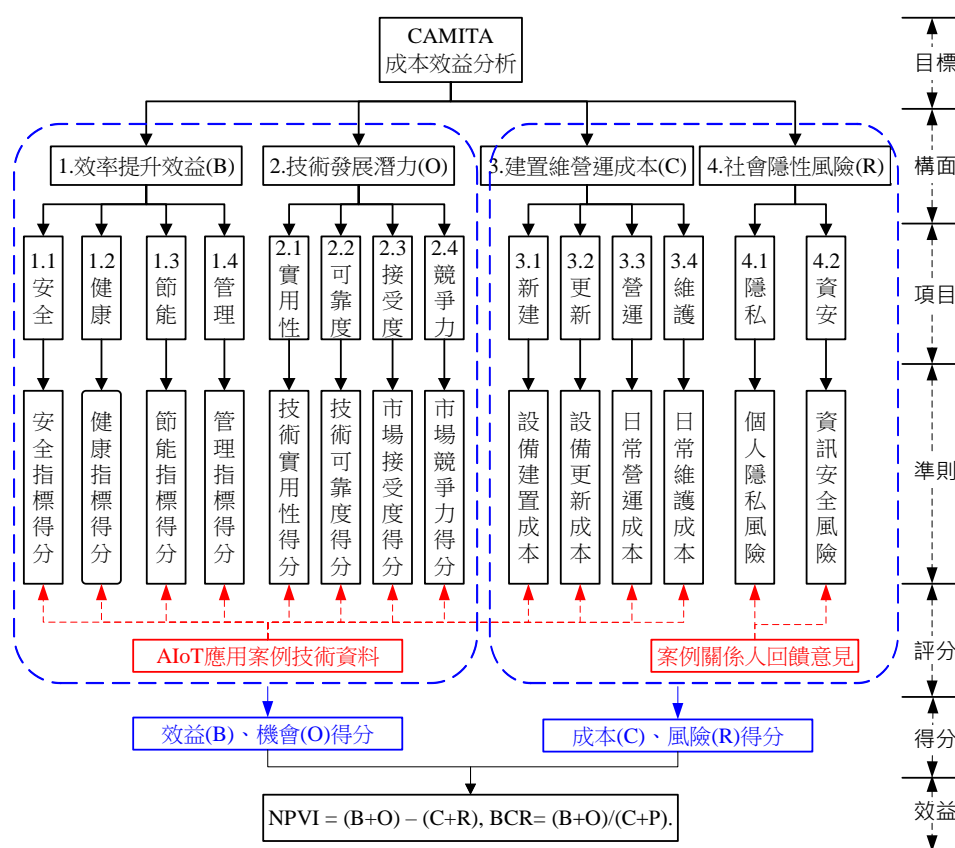 CAMITA
成本效益分析
目標
1.效率提升效益(B)
2.技術發展潛力(O)
3.建置維營運成本(C)
4.社會隱性風險(R)
構面
1.1安全
1.2健康
1.3節能
1.4管理
2.1實用性
2.2可靠度
2.3接受度
2.4競爭力
3.1新建
3.2更新
3.3營運
3.4維護
4.1隱私
4.2資安
項目
安全指標得分
健康指標得分
節能指標得分
管理指標得分
技術實用性得分
技術可靠度得分
市場接受度得分
市場競爭力得分
設備建置成本
設備更新成本
日常營運成本
日常維護成本
個人隱私風險
資訊安全風險
準則
AIoT應用案例技術資料
案例關係人回饋意見
評分
效益(B)、機會(O)得分
成本(C)、風險(R)得分
得分
NPVI = (B+O) – (C+R), BCR= (B+O)/(C+P).
效益